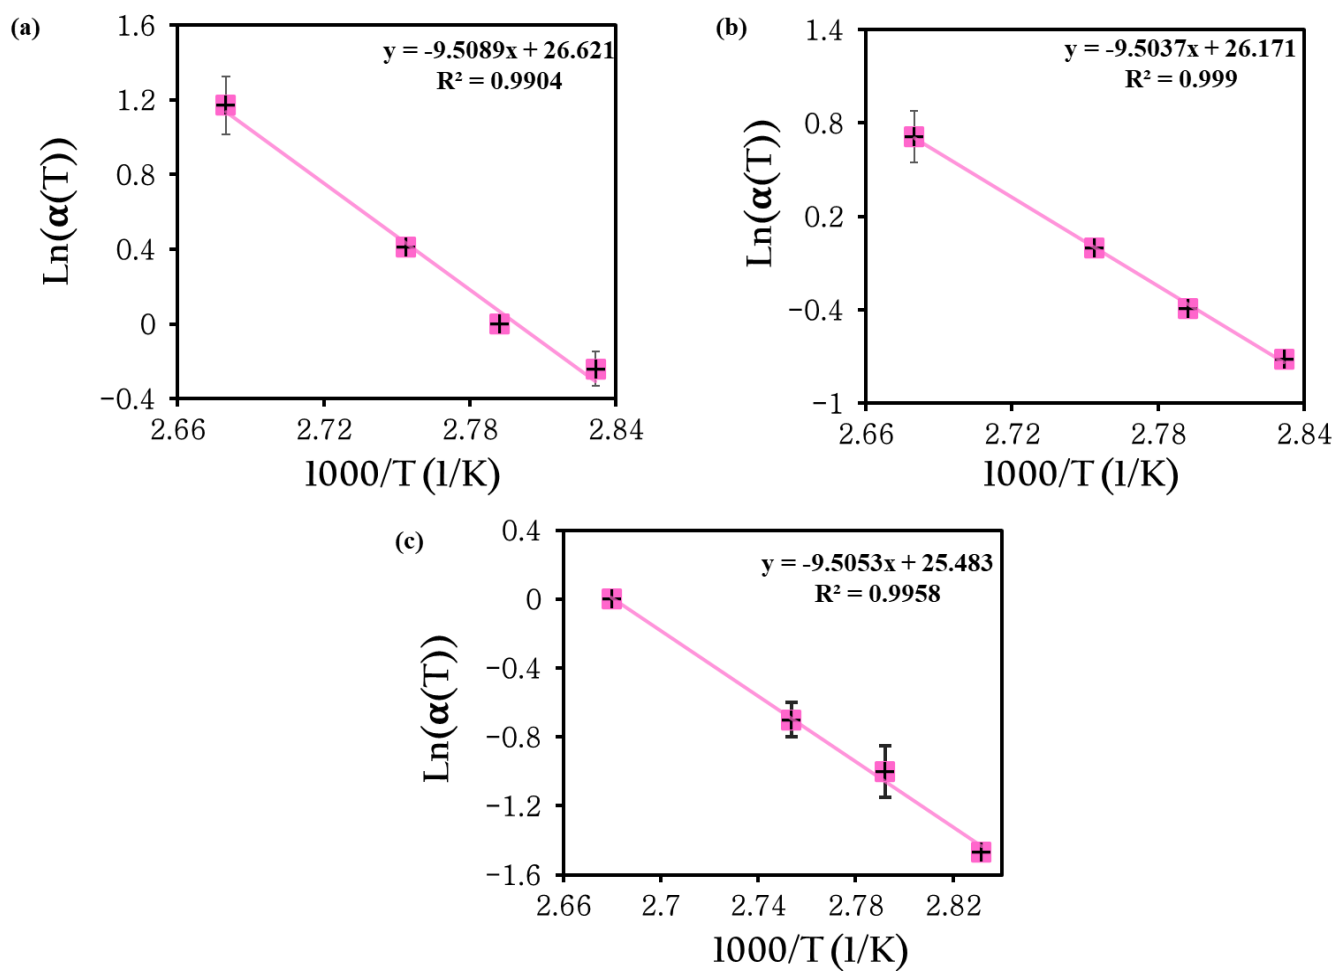 (a)
y = -9.5089x + 26.621
R² = 0.9904
Ln(α(T))
1.6
1.2
0.8
0.4
0
−0.4
2.66 2.72 2.78 2.84
1000/T (1/K)
(b)
y = -9.5037x + 26.171
R² = 0.999
Ln(α(T))
1.4
0.8
0.2
−0.4
−1
2.66 2.72 2.78 2.84
1000/T (1/K)
(c)
y = -9.5053x + 25.483
R² = 0.9958
Ln(α(T))
0.4
0
−0.4
−0.8
−1.2
−1.6
2.66 2.7 2.74 2.78 2.82
1000/T (1/K)